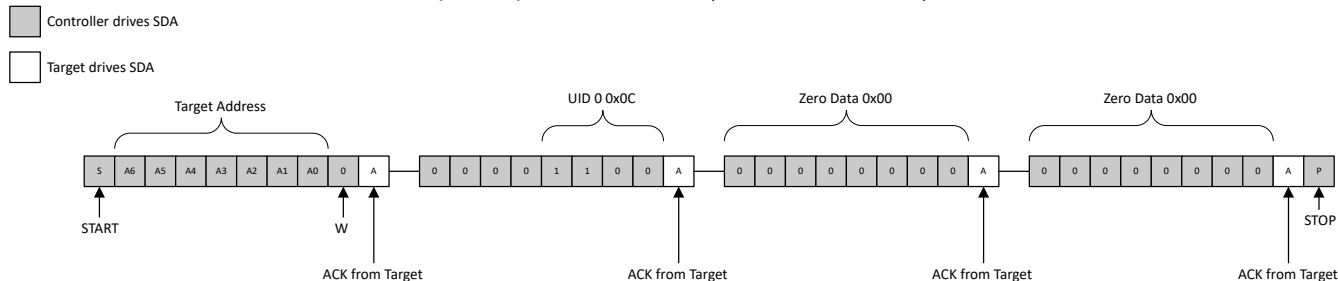 Controller drives SDA
Target drives SDA
Target Address
UID 0 0x0C
Zero Data 0x00
Zero Data 0x00
S A6 A5 A4 A3 A2 A1 A0 0 A 0 0 0 0 1 1 0 0 A 0 0 0 0 0 0 0 0 A 0 0 0 0 0 0 0 0 A P
START
W
STOP
ACK from Target
ACK from Target
ACK from Target
ACK from Target